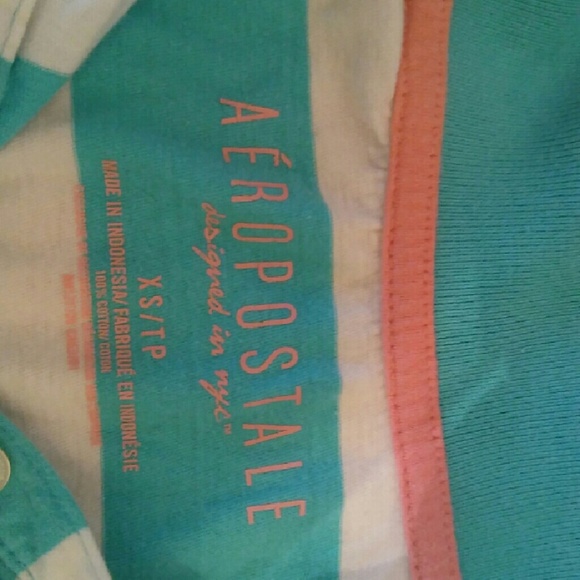 AÉROPOSTALE
designed in nyc™
XS/TP
100% COTTON/ COTON
MADE IN INDONESIA/ FABRIQUÉ EN INDONÉSIE